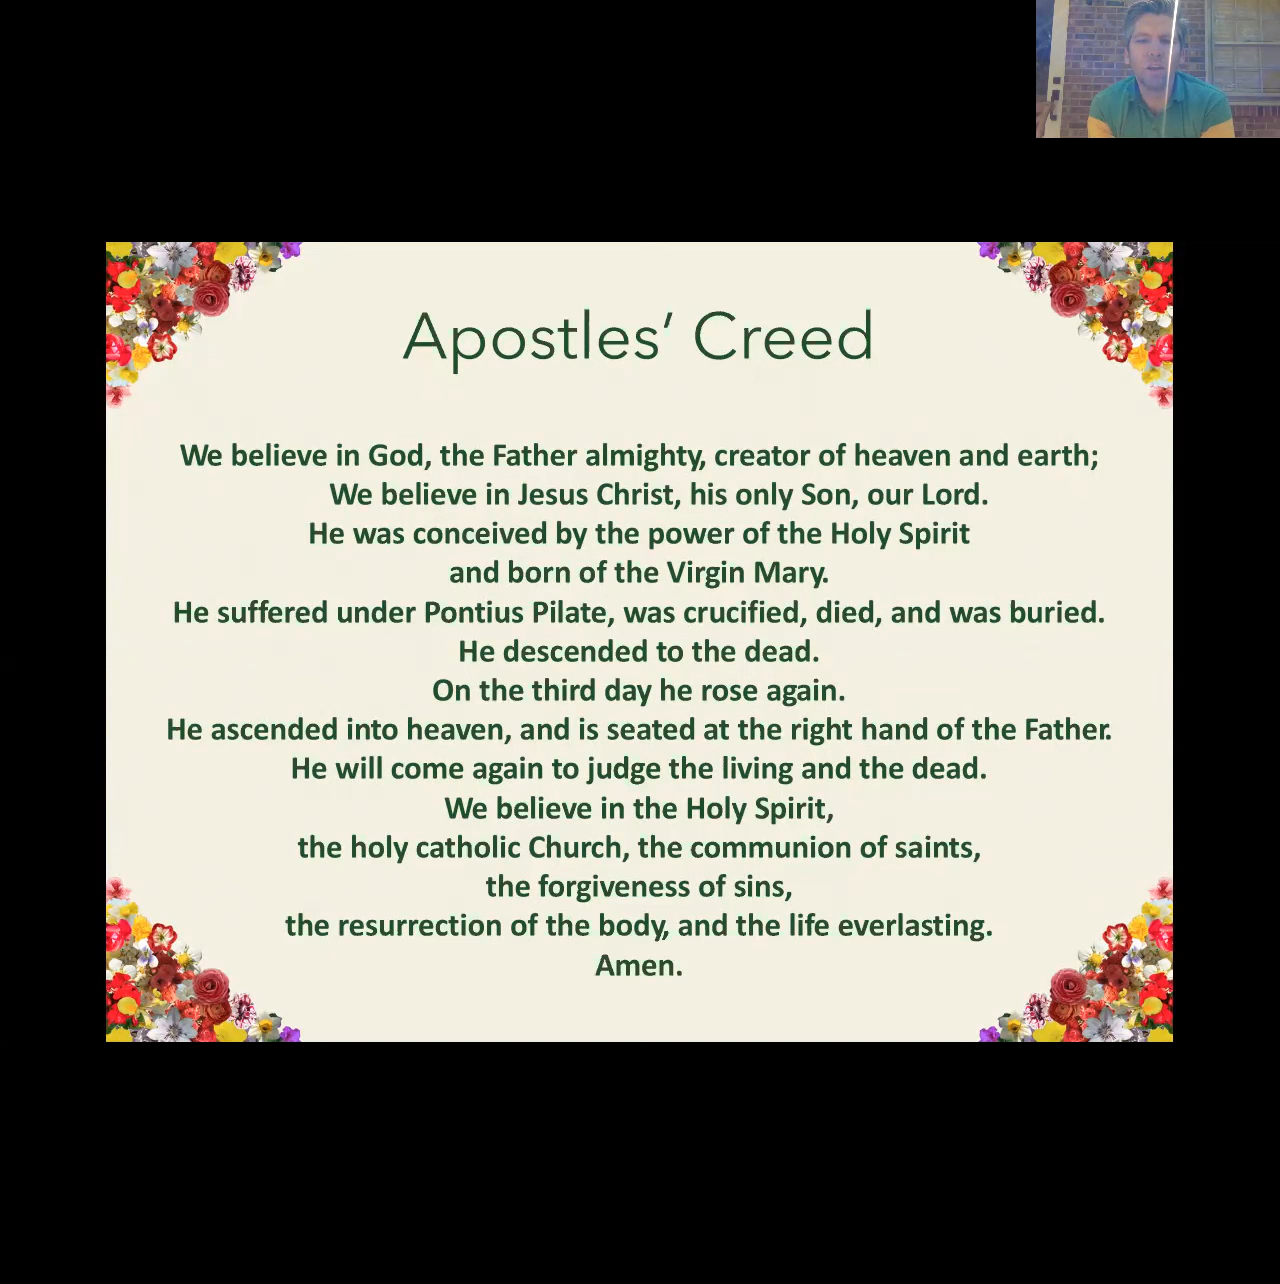 Apostles’ Creed
We believe in God, the Father almighty, creator of heaven and earth;
We believe in Jesus Christ, his only Son, our Lord.
He was conceived by the power of the Holy Spirit
and born of the Virgin Mary.
He suffered under Pontius Pilate, was crucified, died, and was buried.
He descended to the dead.
On the third day he rose again.
He ascended into heaven, and is seated at the right hand of the Father.
He will come again to judge the living and the dead.
We believe in the Holy Spirit,
the holy catholic Church, the communion of saints,
the forgiveness of sins,
the resurrection of the body, and the life everlasting.
Amen.